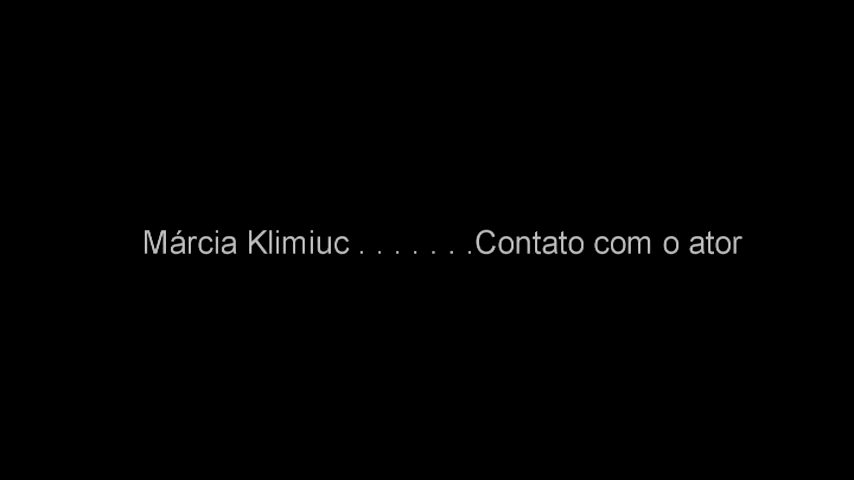 Márcia Klimiuc . . . . . . .Contato com o ator